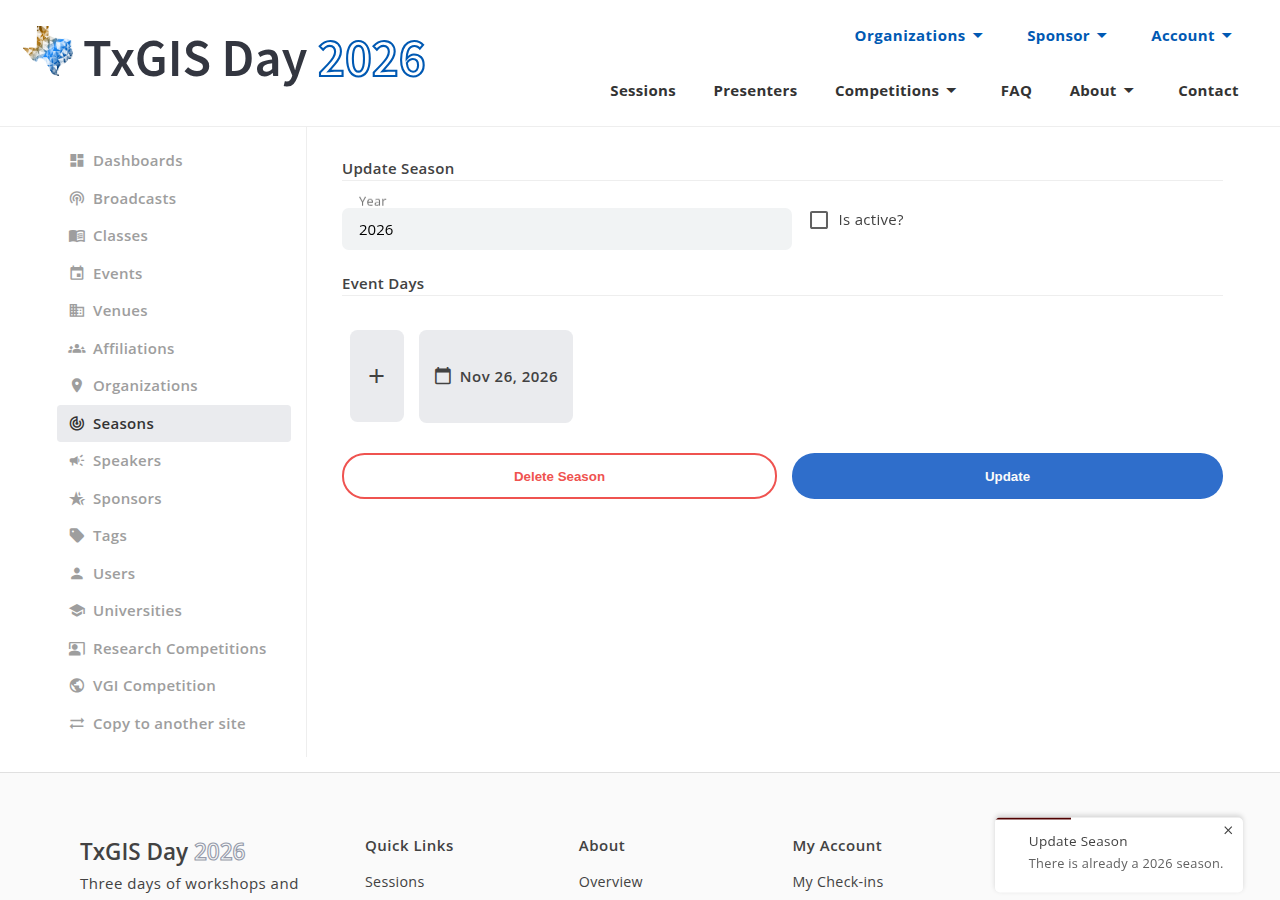 TxGIS Day 2026
Organizations
Sponsor
Account
Sessions
Presenters
Competitions
FAQ
About
Contact
Dashboards
Broadcasts
Classes
Events
Venues
Affiliations
Organizations
Seasons
Speakers
Sponsors
Tags
Users
Universities
Research Competitions
VGI Competition
Copy to another site
Update Season
Year
2026
Is active?
Event Days
+
Nov 26, 2026
Delete Season
Update
TxGIS Day 2026
Three days of workshops and
Quick Links
Sessions
About
Overview
My Account
My Check-ins
Update Season
×
There is already a 2026 season.